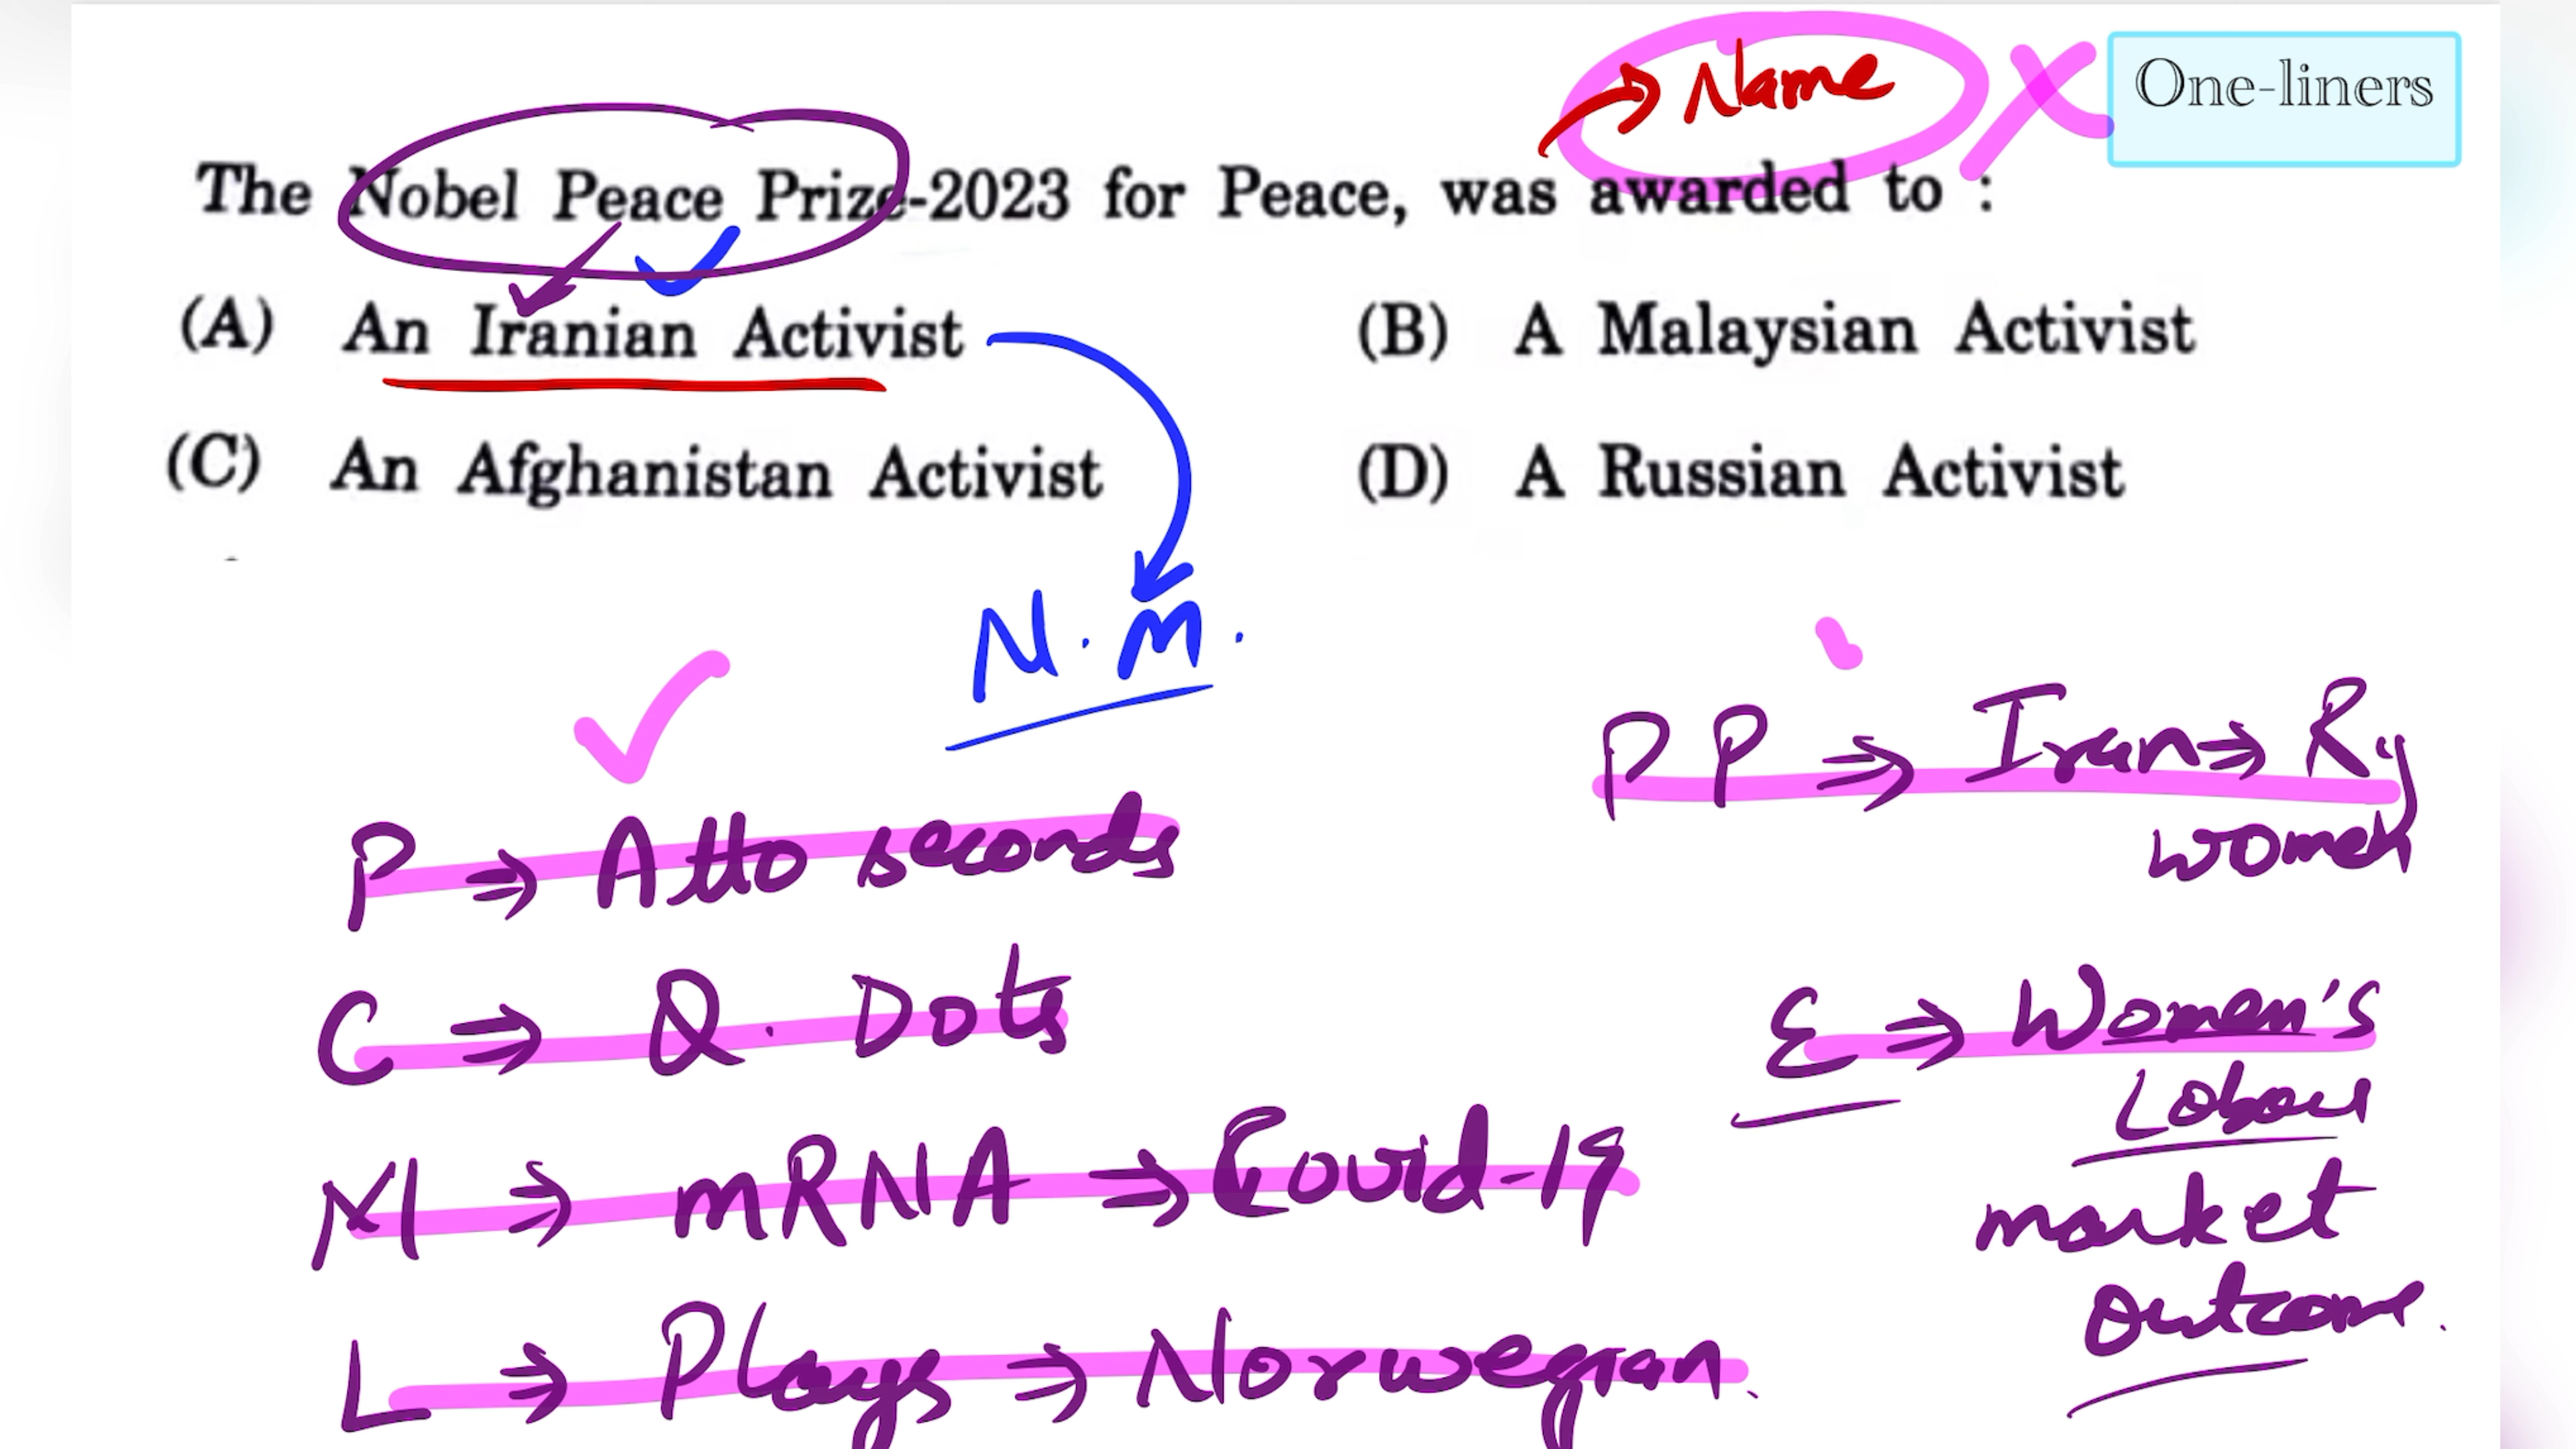 → Name
One-liners
The Nobel Peace Prize-2023 for Peace, was awarded to :
(A) An Iranian Activist
(B) A Malaysian Activist
(C) An Afghanistan Activist
(D) A Russian Activist
N. M.
PP ⇒ Iran ⇒ Ry
women
P ⇒ Atto seconds
C ⇒ Q. Dots
E ⇒ Women's
Labour
market
outcome.
M ⇒ mRNA ⇒ Covid-19
L ⇒ Plays ⇒ Norwegian.